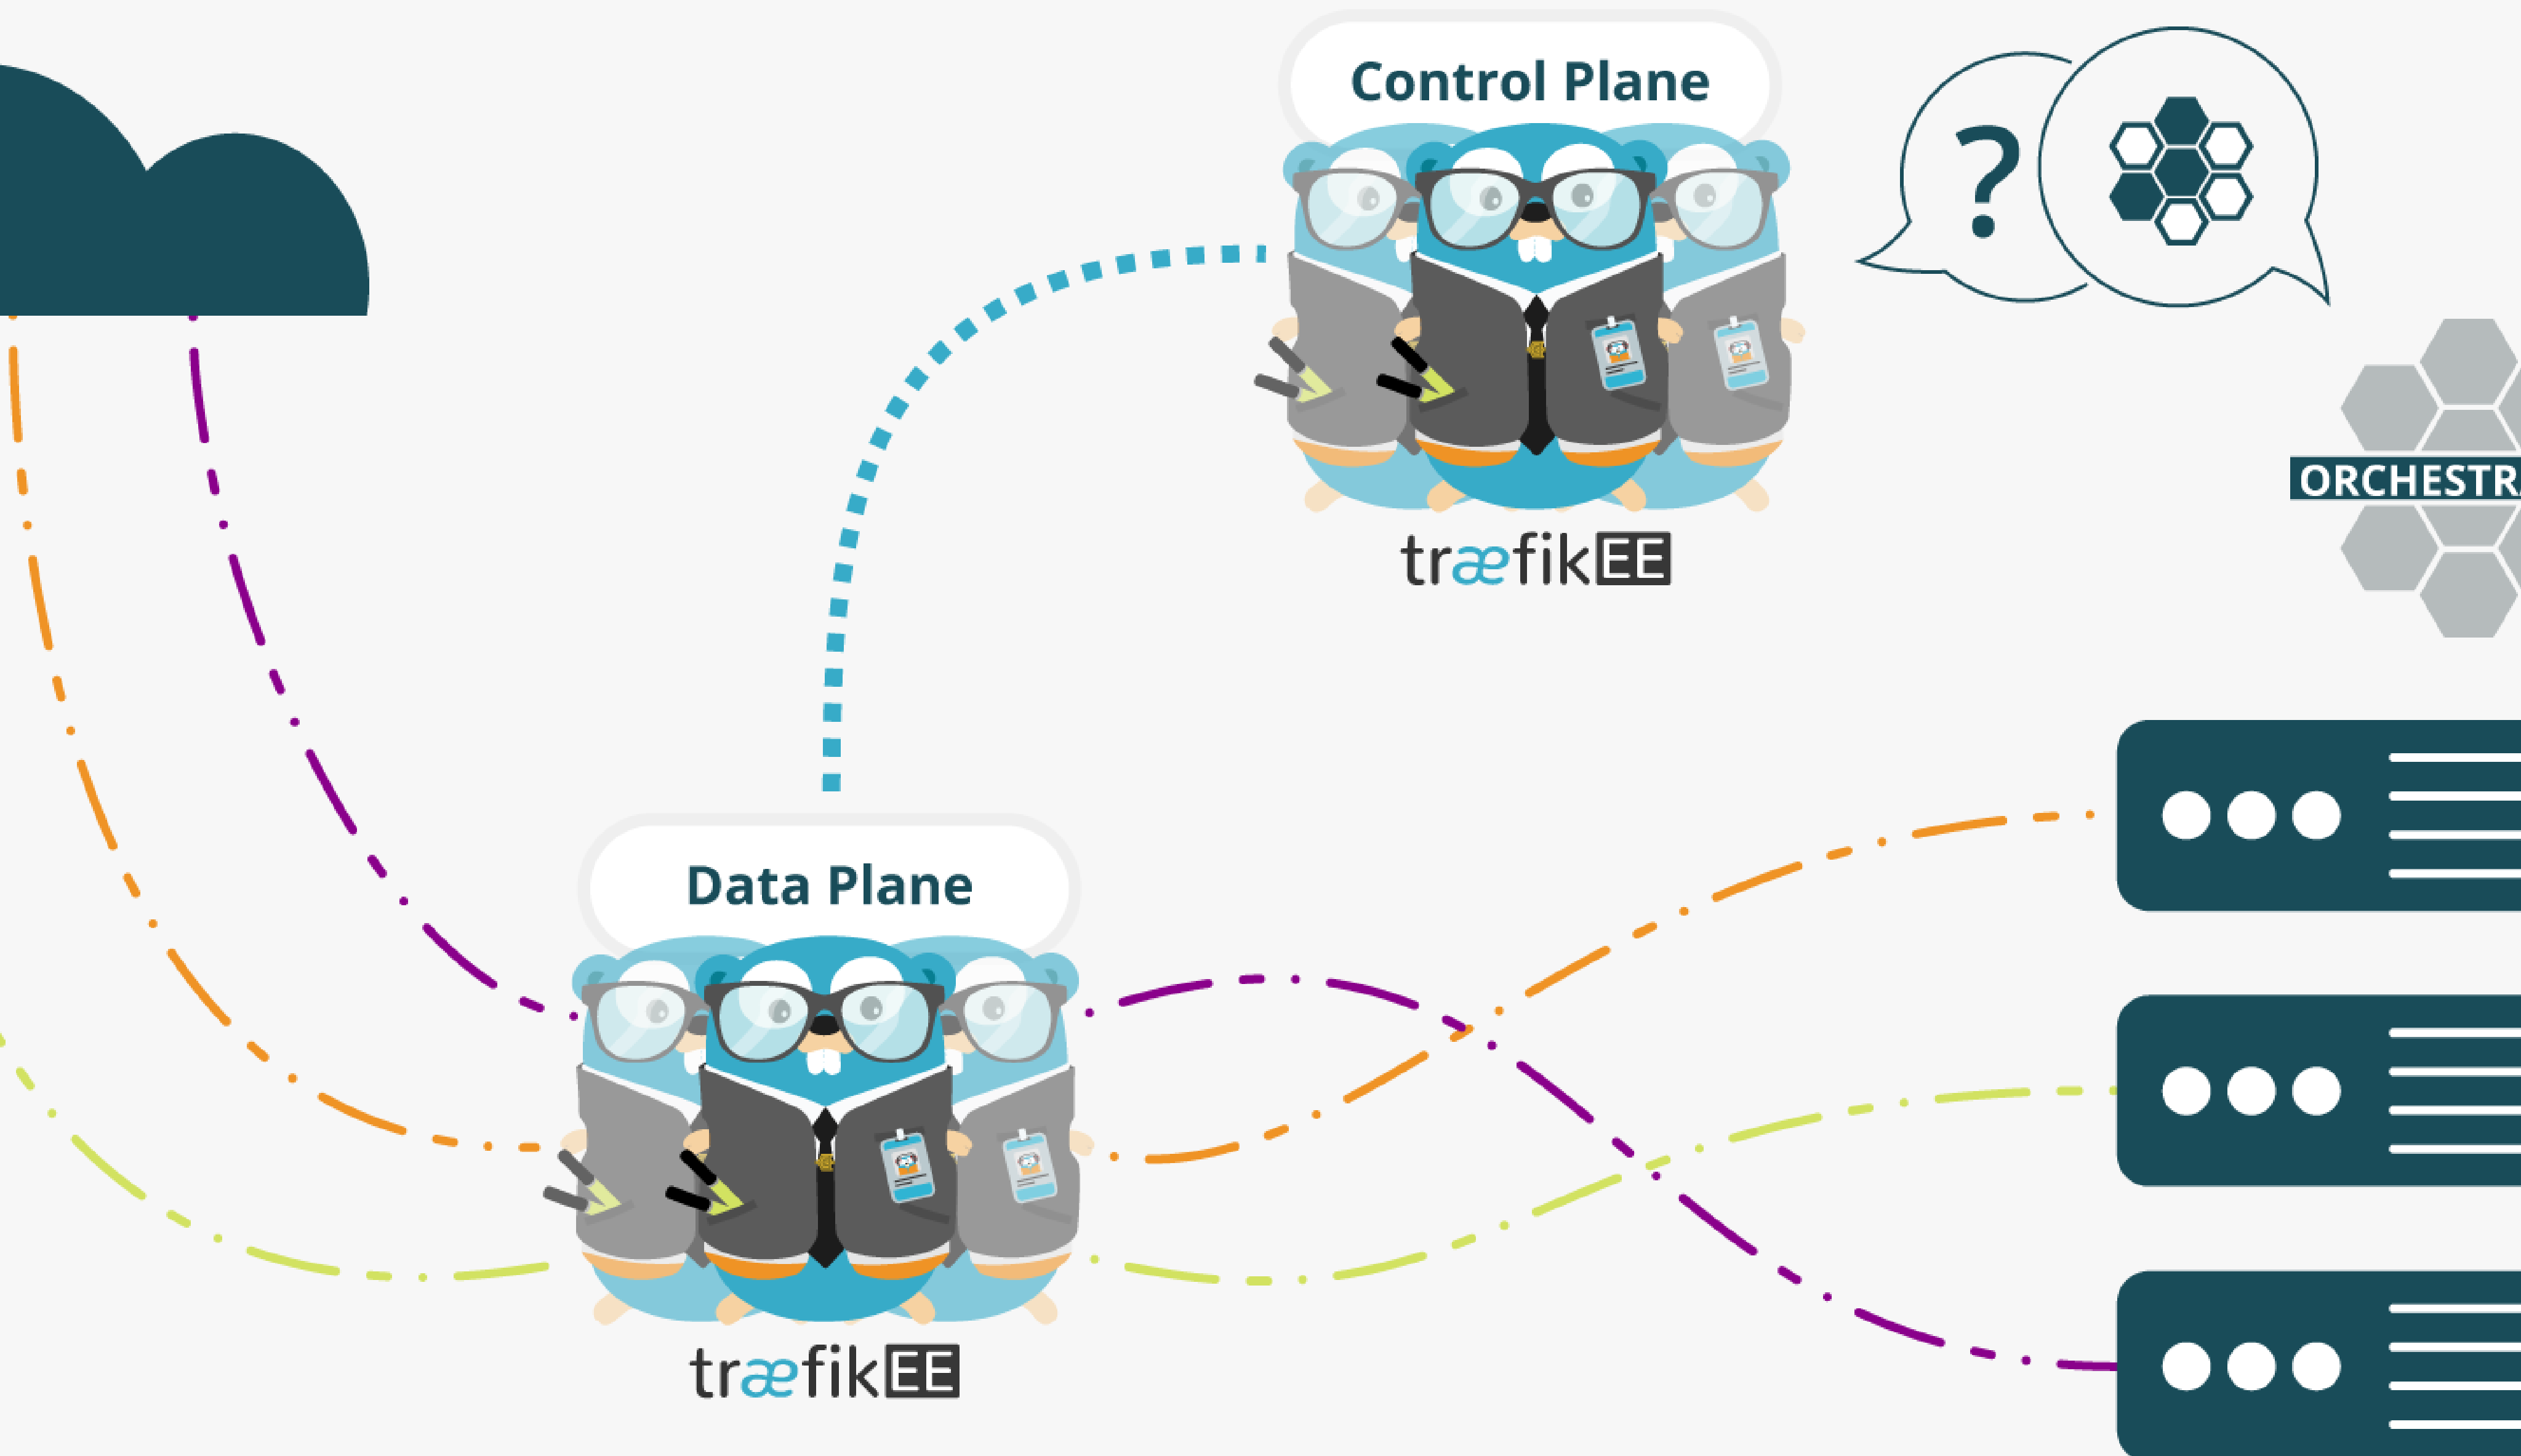 Control Plane
?
træfikEE
ORCHESTR
Data Plane
træfikEE